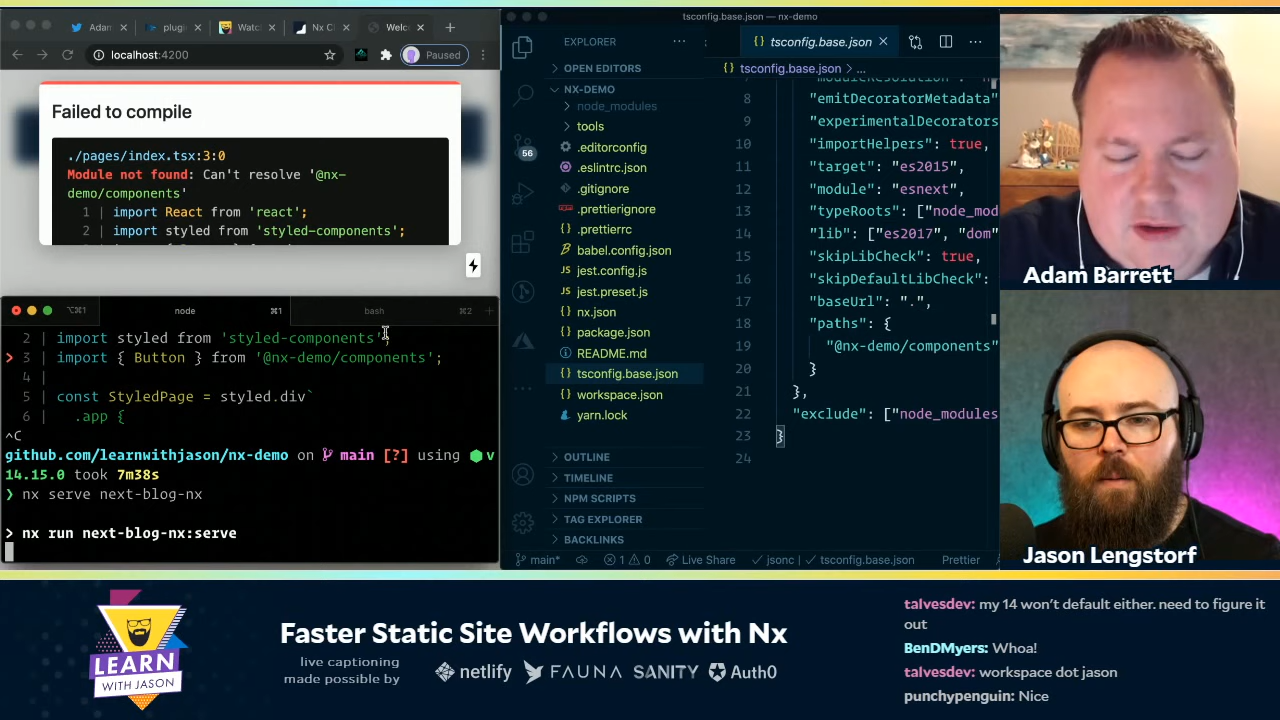 Adam
plugin
Watc
Nx C
Welc
localhost:4200
Paused
Failed to compile
./pages/index.tsx:3:0
Module not found: Can't resolve '@nx-
demo/components'
1 | import React from 'react';
2 | import styled from 'styled-components';
⌥⌘1
node
⌘1
bash
⌘2
2 | import styled from 'styled-components';
> 3 | import { Button } from '@nx-demo/components';
4 |
5 | const StyledPage = styled.div`
6 | .app {
^C
github.com/learnwithjason/nx-demo on main [?] using v
14.15.0 took 7m38s
❯ nx serve next-blog-nx
> nx run next-blog-nx:serve
tsconfig.base.json — nx-demo
EXPLORER
OPEN EDITORS
NX-DEMO
node_modules
tools
.editorconfig
.eslintrc.json
.gitignore
.prettierignore
.prettierrc
babel.config.json
JS jest.config.js
JS jest.preset.js
nx.json
package.json
README.md
tsconfig.base.json
workspace.json
yarn.lock
OUTLINE
TIMELINE
NPM SCRIPTS
TAG EXPLORER
BACKLINKS
56
tsconfig.base.json
tsconfig.base.json > ...
8 "emitDecoratorMetadata"
9 "experimentalDecorators
10 "importHelpers": true,
11 "target": "es2015",
12 "module": "esnext",
13 "typeRoots": ["node_mod
14 "lib": ["es2017", "dom"
15 "skipLibCheck": true,
16 "skipDefaultLibCheck":
17 "baseUrl": ".",
18 "paths": {
19 "@nx-demo/components"
20 }
21 },
22 "exclude": ["node_modules
23 }
24
main*
1
0
Live Share
jsonc
tsconfig.base.json
Prettier
Adam Barrett
Jason Lengstorf
LEARN
WITH JASON
Faster Static Site Workflows with Nx
live captioning
made possible by
netlify
FAUNA
SANITY
Auth0
talvesdev: my 14 won't default either. need to figure it
out
BenDMyers: Whoa!
talvesdev: workspace dot jason
punchypenguin: Nice